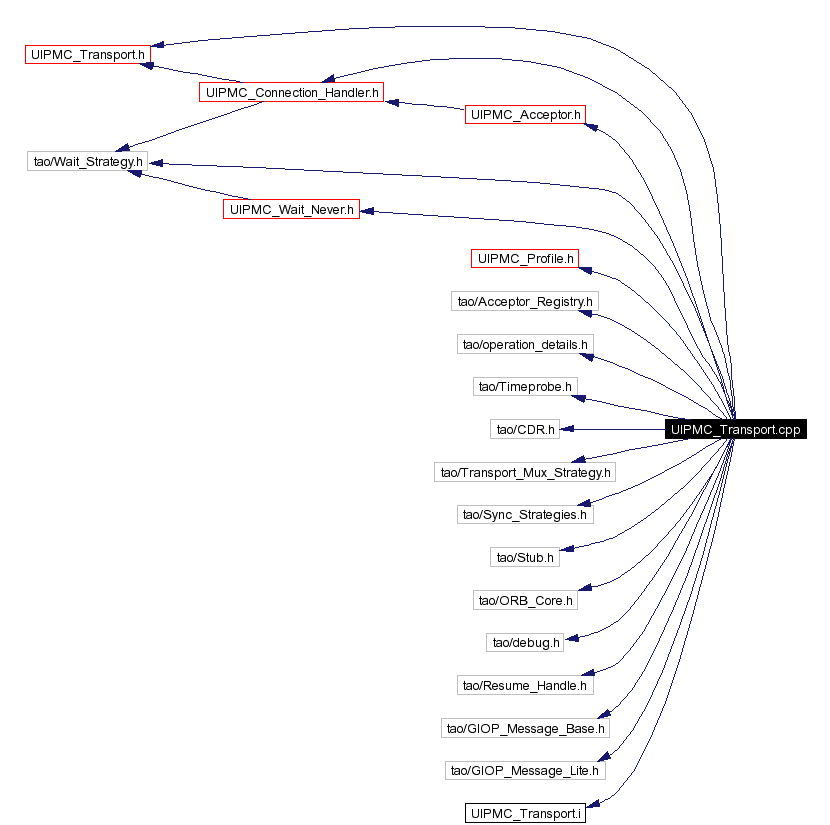 UIPMC_Transport.h
UIPMC_Connection_Handler.h
UIPMC_Acceptor.h
tao/Wait_Strategy.h
UIPMC_Wait_Never.h
UIPMC_Profile.h
tao/Acceptor_Registry.h
tao/operation_details.h
tao/Timeprobe.h
tao/CDR.h
UIPMC_Transport.cpp
tao/Transport_Mux_Strategy.h
tao/Sync_Strategies.h
tao/Stub.h
tao/ORB_Core.h
tao/debug.h
tao/Resume_Handle.h
tao/GIOP_Message_Base.h
tao/GIOP_Message_Lite.h
UIPMC_Transport.i